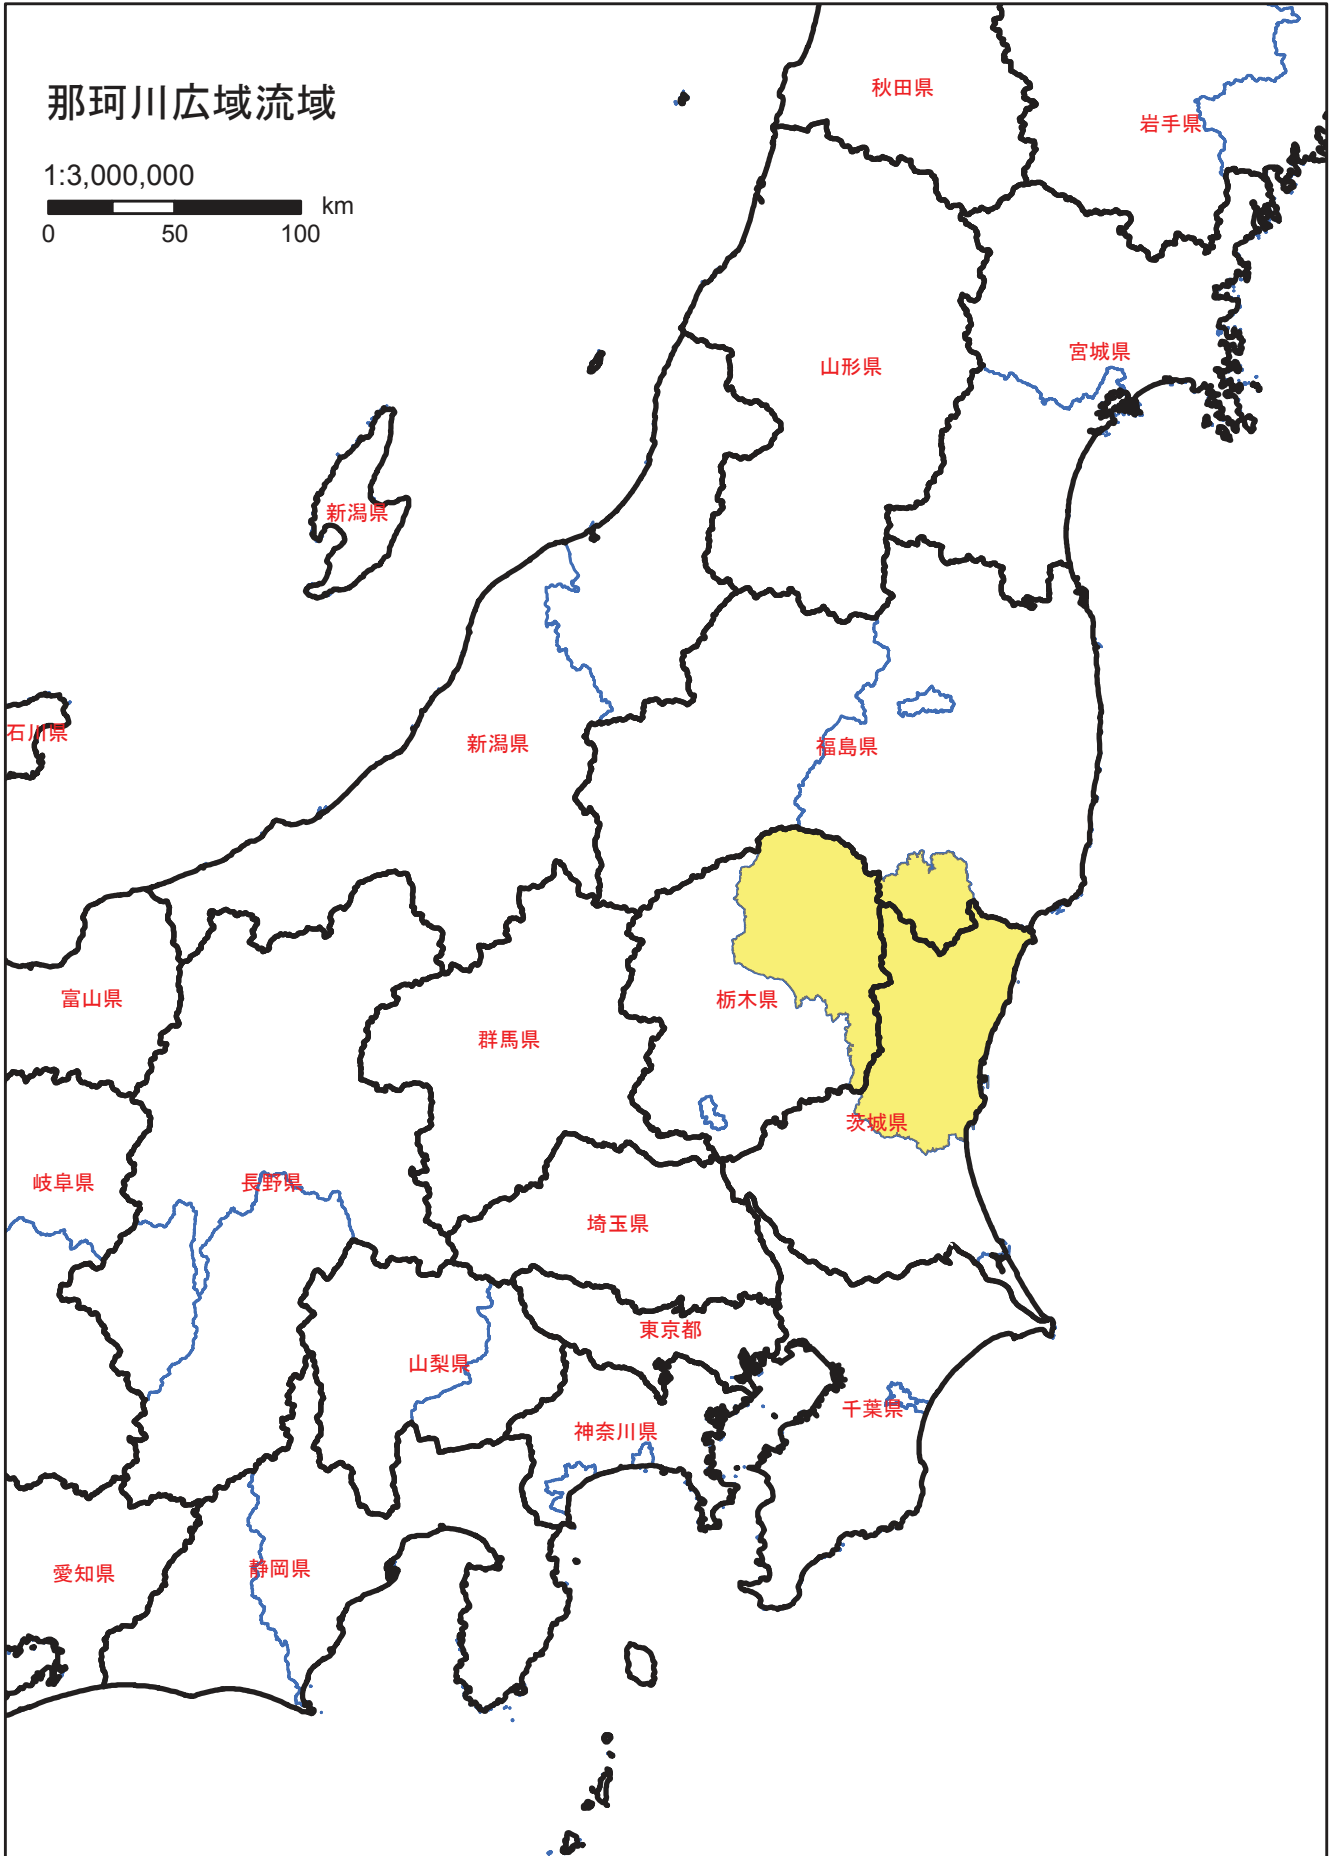 那珂川広域流域
1:3,000,000
km
0 50 100
秋田県
岩手県
宮城県
山形県
新潟県
石川県
新潟県
福島県
富山県
栃木県
群馬県
茨城県
岐阜県
長野県
埼玉県
東京都
山梨県
千葉県
神奈川県
愛知県
静岡県